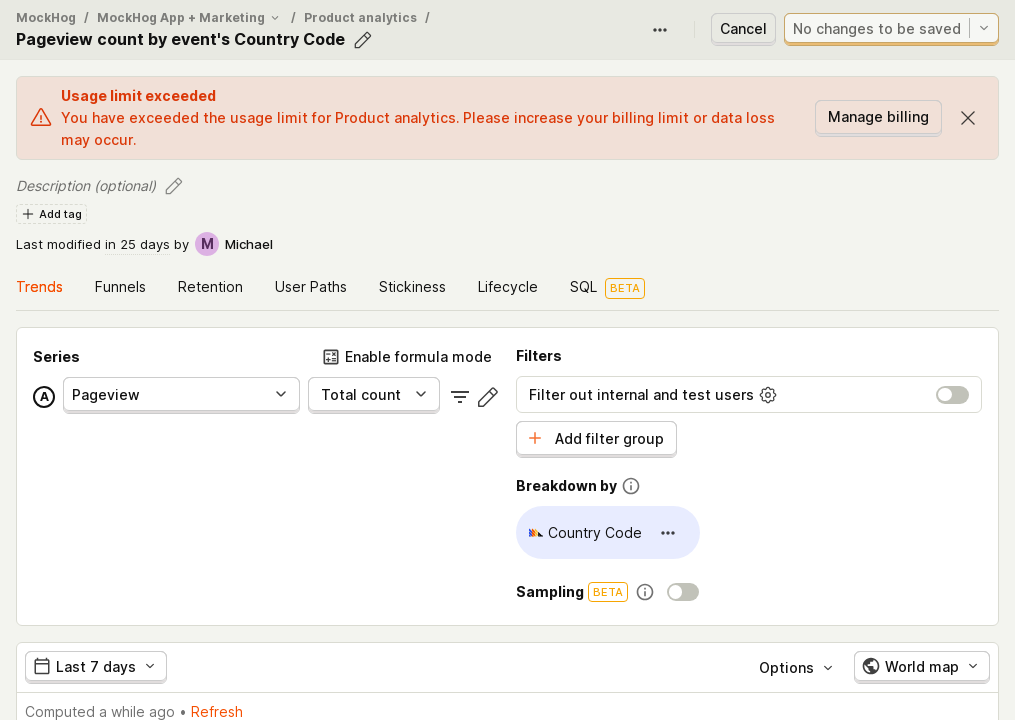 MockHog / MockHog App + Marketing / Product analytics /
Pageview count by event's Country Code
Cancel
No changes to be saved
Usage limit exceeded
You have exceeded the usage limit for Product analytics. Please increase your billing limit or data loss
may occur.
Manage billing
Description (optional)
Add tag
Last modified in 25 days by M Michael
Trends Funnels Retention User Paths Stickiness Lifecycle SQL BETA
Series
Enable formula mode
A Pageview Total count
Filters
Filter out internal and test users
Add filter group
Breakdown by
Country Code
Sampling BETA
Last 7 days
Options
World map
Computed a while ago • Refresh